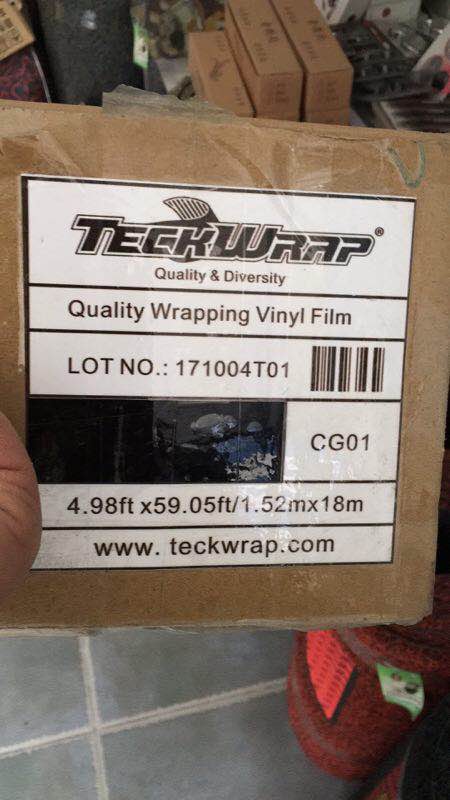 TECKWRAP®
Quality & Diversity
Quality Wrapping Vinyl Film
LOT NO.: 171004T01
CG01
4.98ft x59.05ft/1.52mx18m
www. teckwrap.com